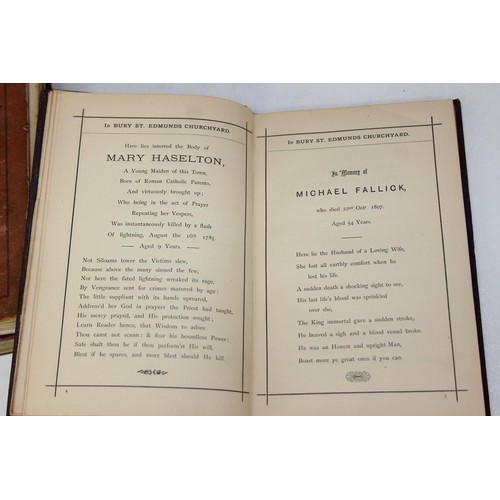 In BURY ST. EDMUNDS CHURCHYARD.
Here lies interred the Body of
MARY HASELTON,
A Young Maiden of this Town,
Born of Roman Catholic Parents,
And virtuously brought up;
Who being in the act of Prayer
Repeating her Vespers,
Was instantaneously killed by a flash
Of lightning, August the 16th 1785.
Aged 9 Years.
Not Siloams tower the Victims slew,
Because above the many sinned the few,
Nor here the fated lightning wreaked its rage,
By Vengeance sent for crimes matured by age:
The little suppliant with its hands upreared,
Address'd her God in prayers the Priest had taught,
His mercy prayed, and His protection sought;
Learn Reader hence, that Wisdom to adore
Thou canst not scann: & fear his boundless Power:
Safe shalt thou be if thou perform'st His will,
Blest if he spares, and more blest should He kill.
4
In BURY ST. EDMUNDS CHURCHYARD.
In Memory of
MICHAEL FALLICK,
who died 22nd Octr 1807.
Aged 54 Years.
Here lie the Husband of a Loving Wife,
She lost all earthly comfort when he
lost his life.
A sudden death a shocking sight to see,
His last life's blood was sprinkled
over she,
The King immortal gave a sudden stroke,
He heaved a sigh and a blood vessel broke.
He was an Honest and upright Man,
Boast more ye great ones if you can.
5